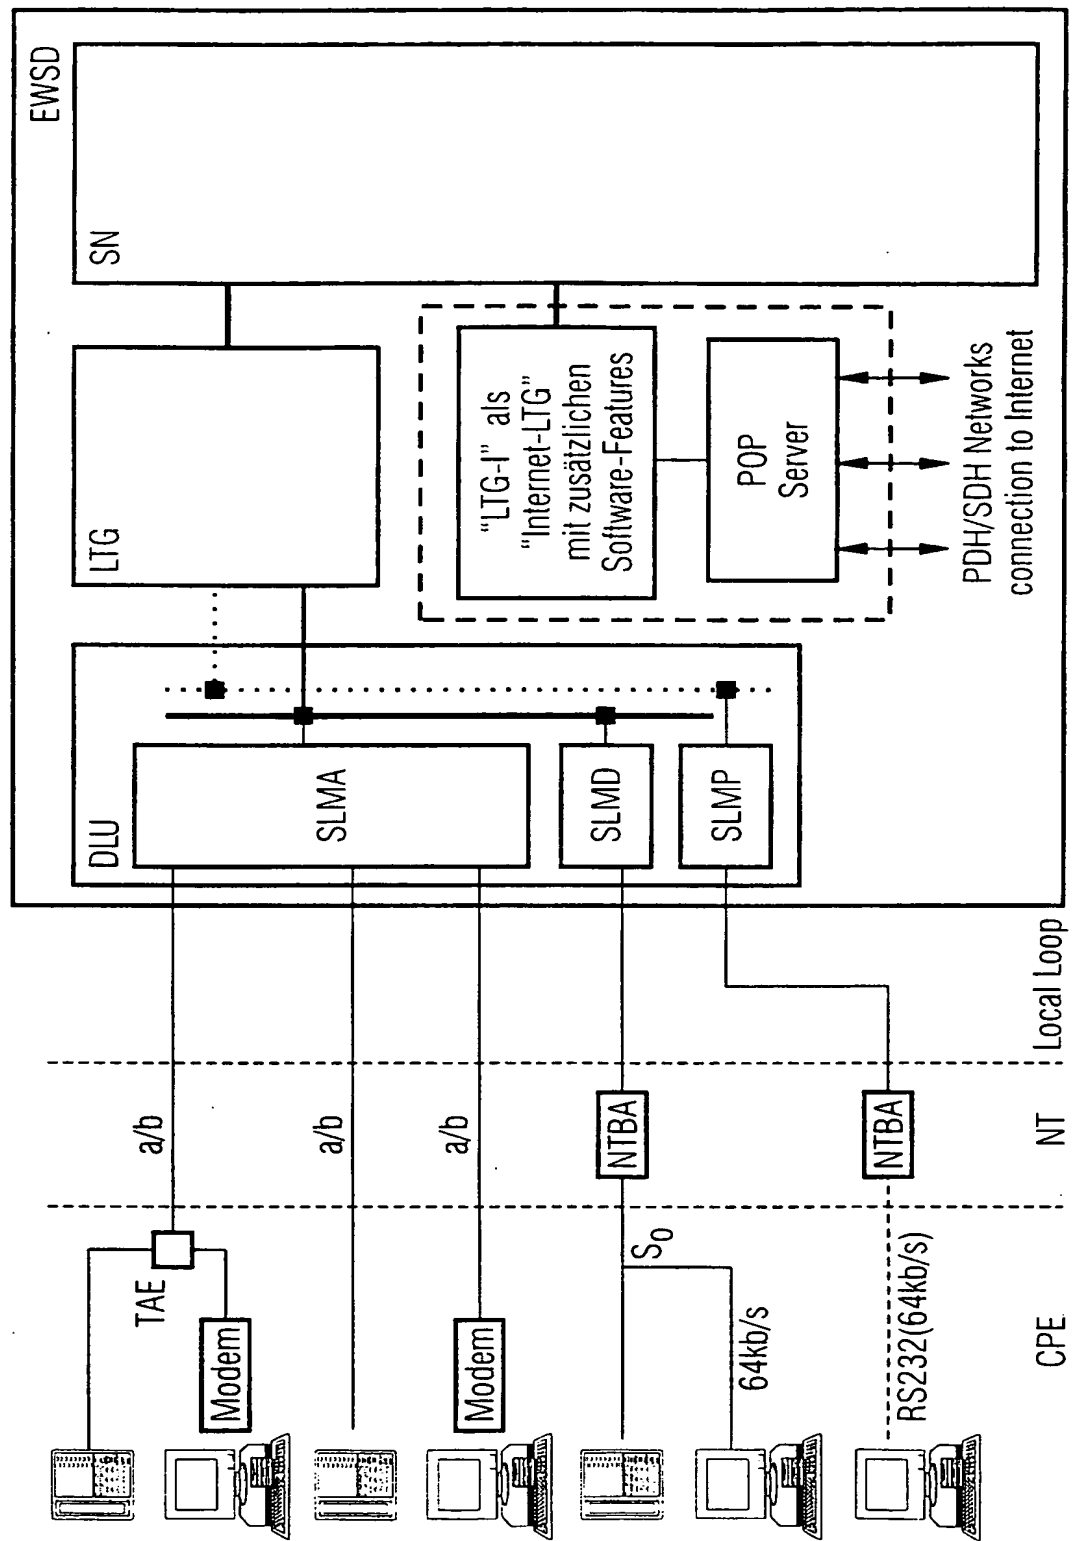 EWSD
SN
LTG
“LTG-I” als
“Internet-LTG”
mit zusätzlichen
Software-Features
POP
Server
PDH/SDH Networks
connection to Internet
DLU
SLMA
SLMD
SLMP
a/b
a/b
a/b
NTBA
NTBA
Local Loop
NT
TAE
Modem
Modem
S0
64kb/s
RS232(64kb/s)
CPE